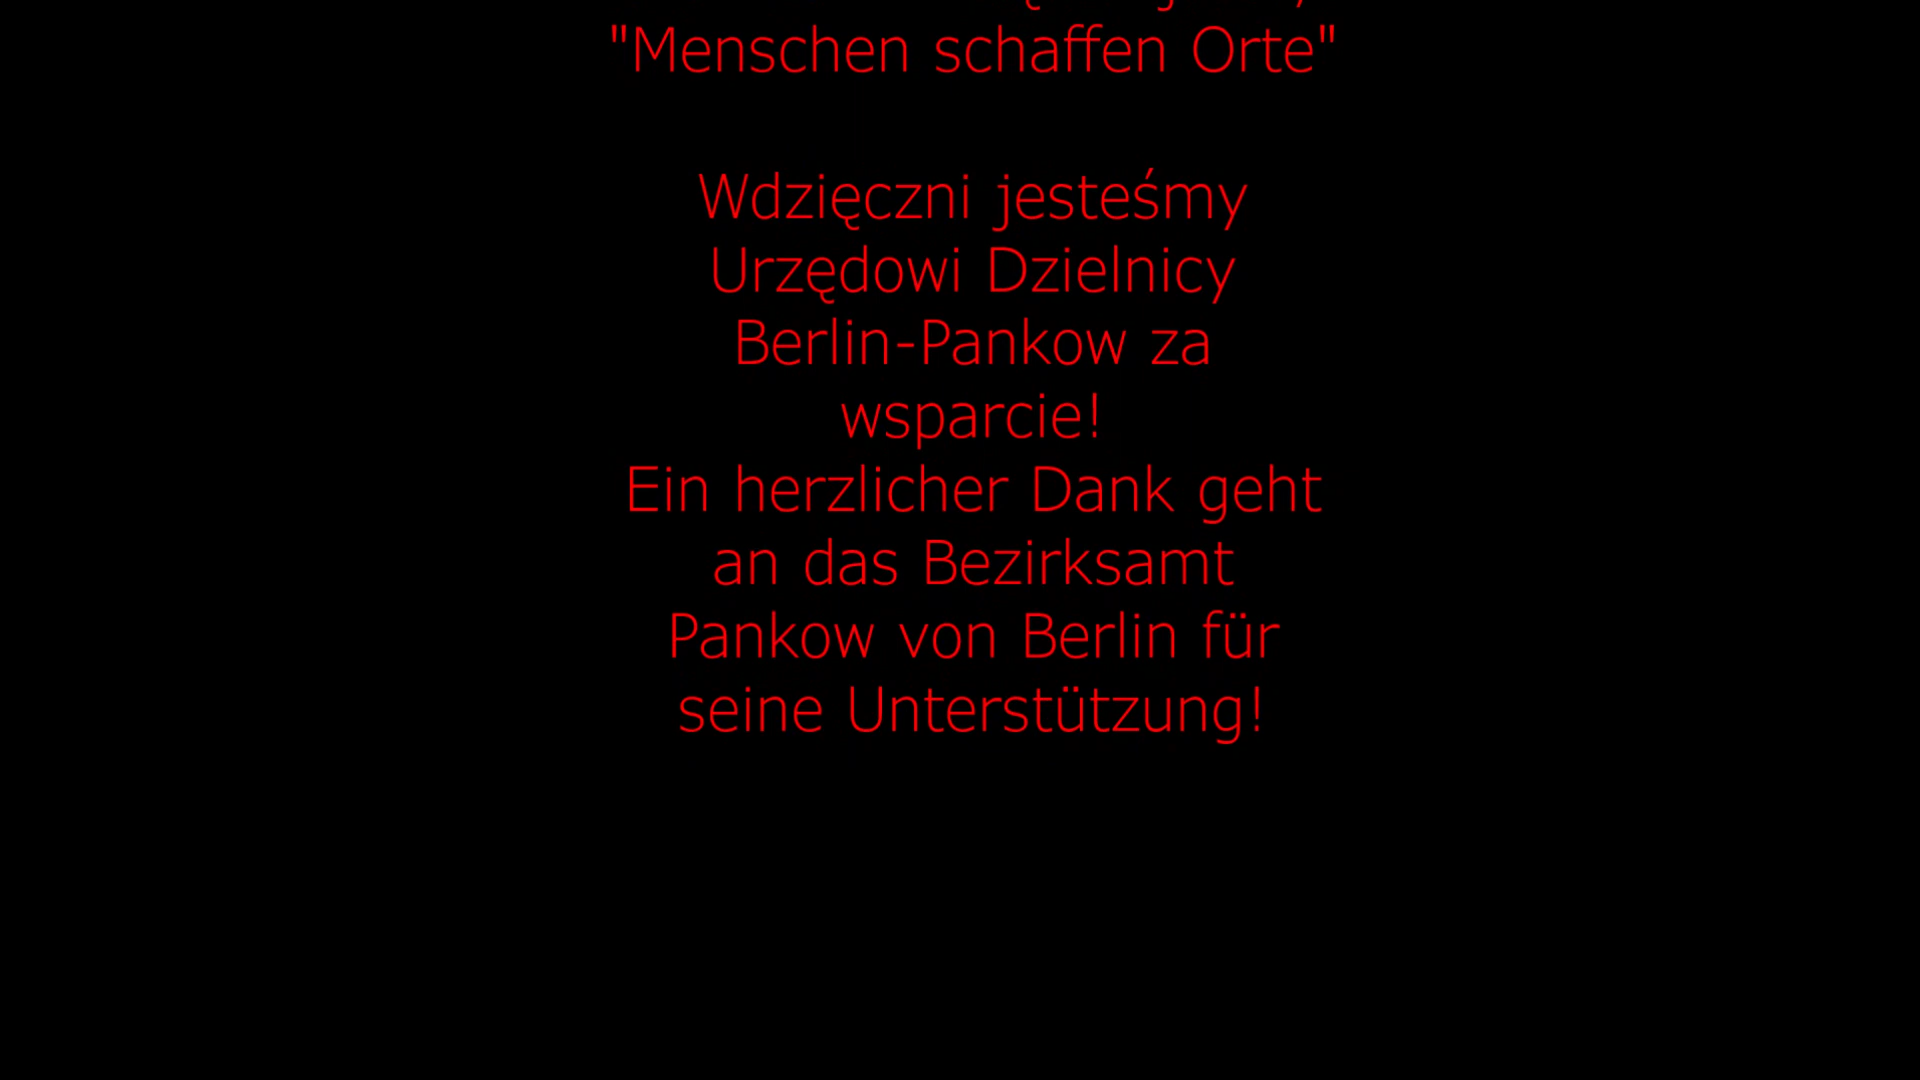 "Menschen schaffen Orte"
Wdzięczni jesteśmy
Urzędowi Dzielnicy
Berlin-Pankow za
wsparcie!
Ein herzlicher Dank geht
an das Bezirksamt
Pankow von Berlin für
seine Unterstützung!